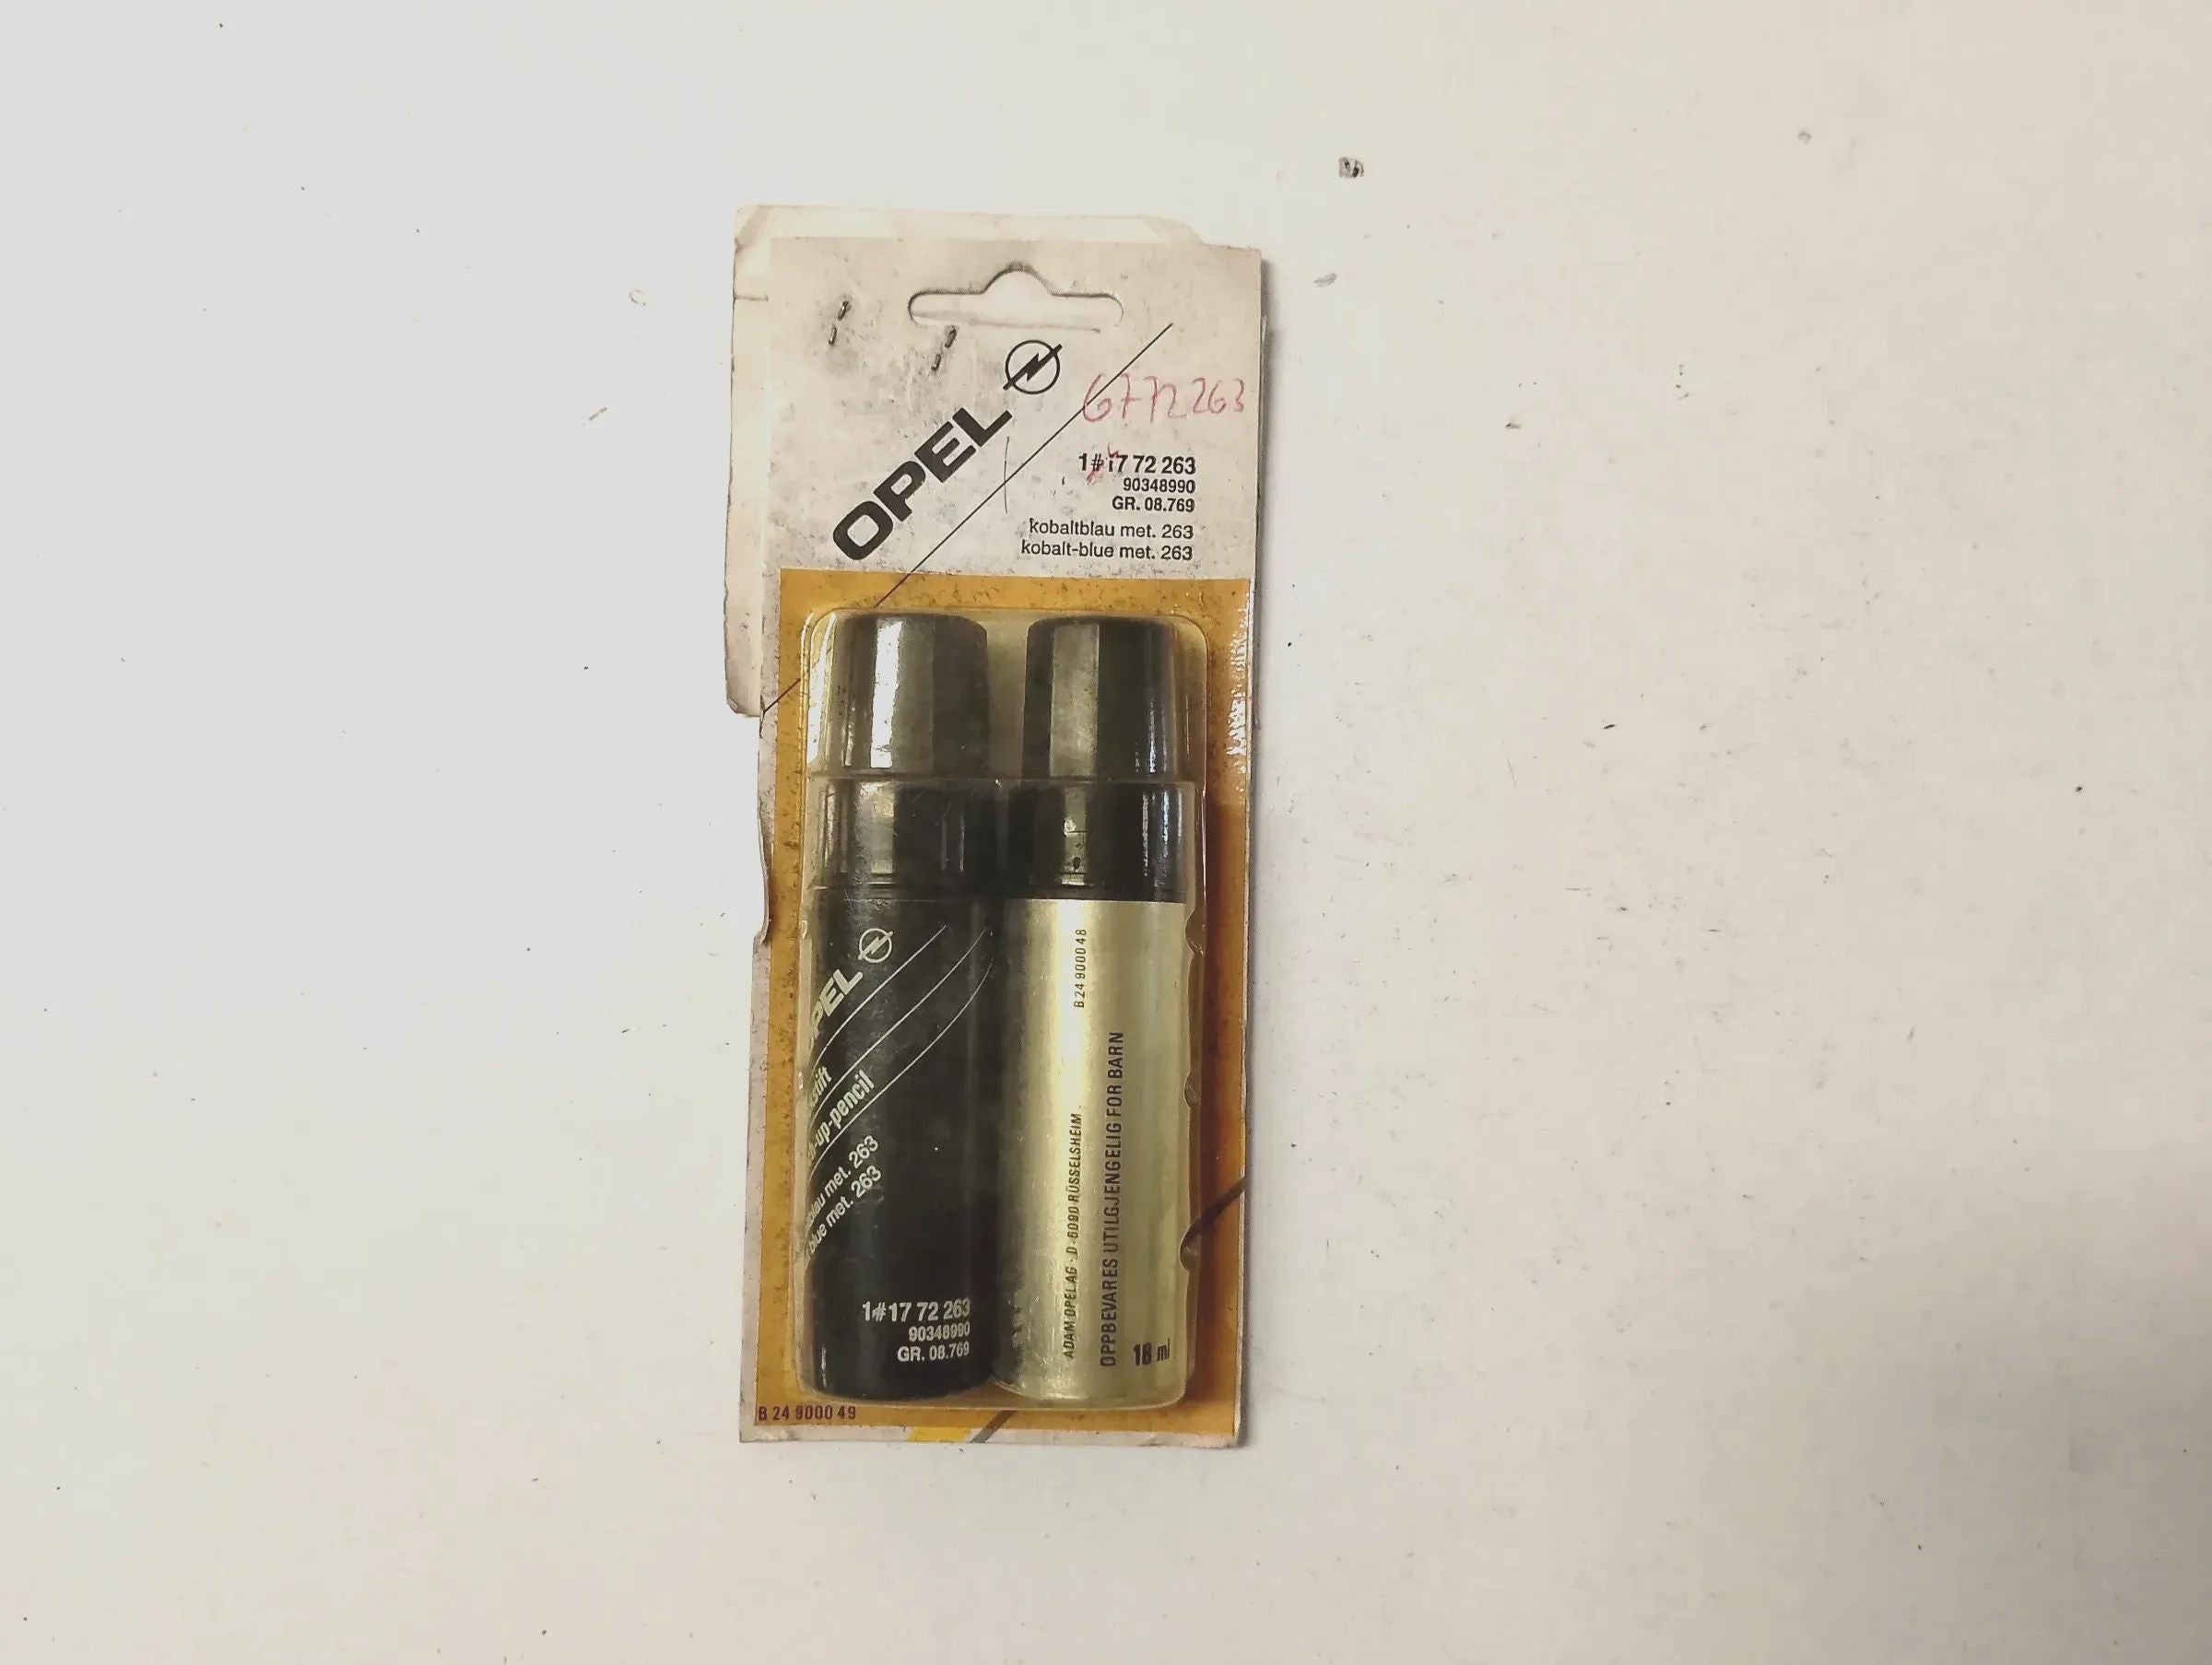 OPEL
6772263
1#17 72 263
90348990
GR. 08.769
kobaltblau met. 263
kobalt-blue met. 263
OPEL
-up-pencil
met. 263
blue met. 263
1#17 72 263
90348990
GR. 08.769
B 24 9000 48
ADAM OPEL AG · D-6090 RÜSSELSHEIM
OPPBEVARES UTILGJENGELIG FOR BARN
18 ml
B 24 9000 49